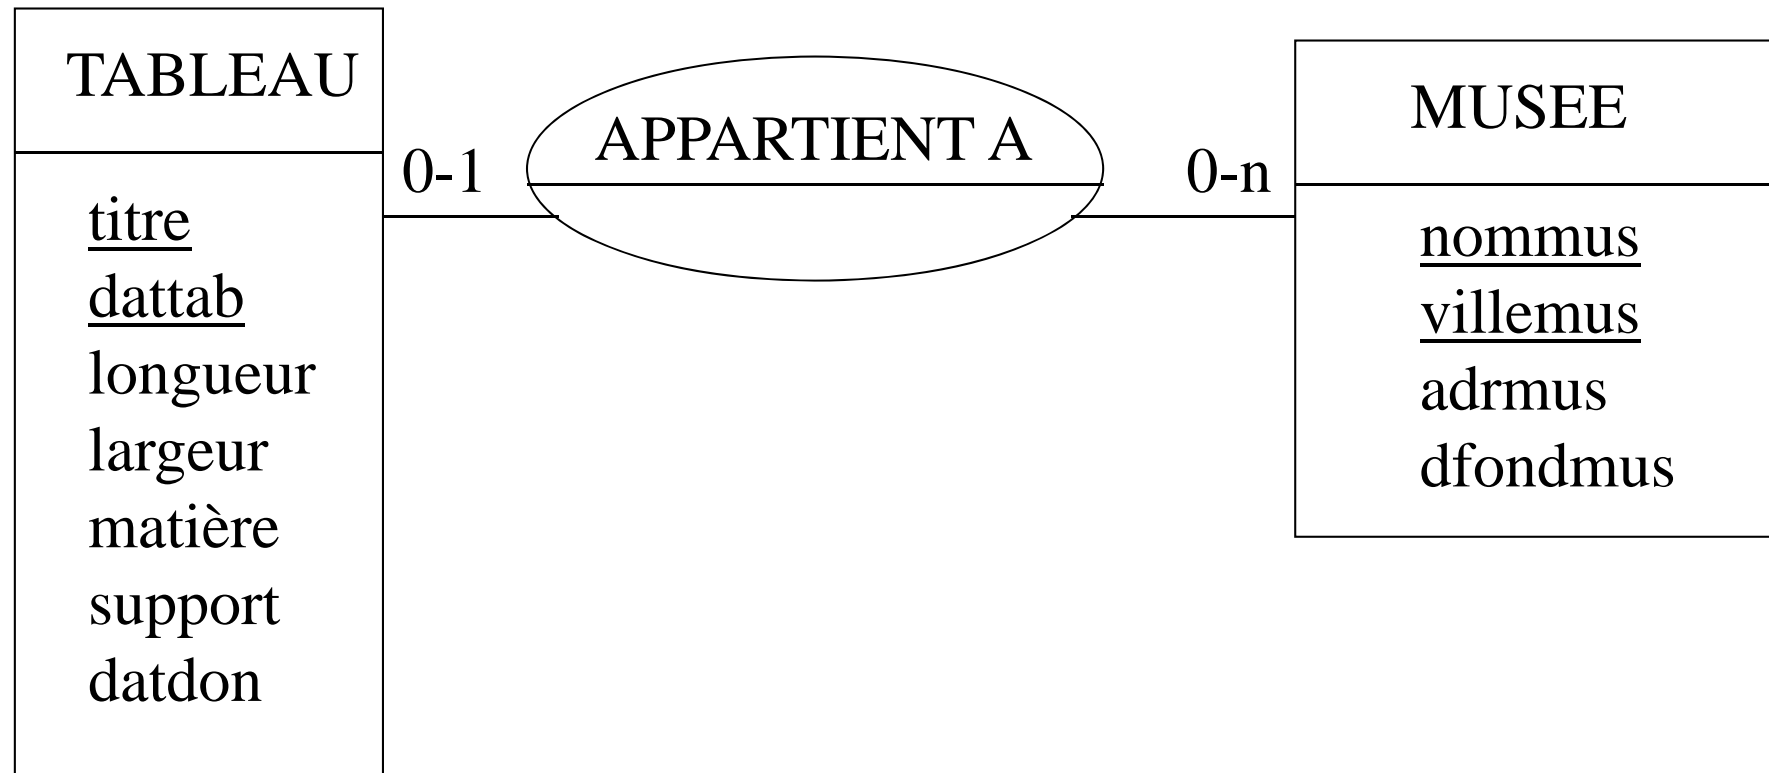 TABLEAU
titre
dattab
longueur
largeur
matière
support
datdon
0-1
APPARTIENT A
0-n
MUSEE
nommus
villemus
adrmus
dfondmus